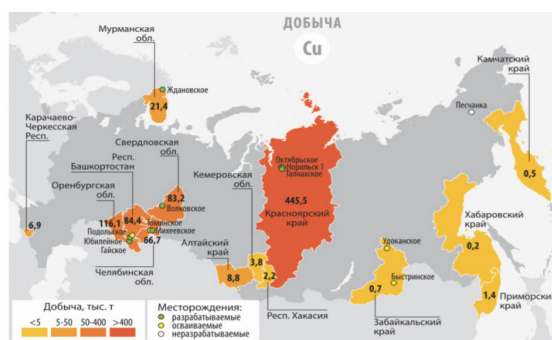 ДОБЫЧА
Cu
Мурманская
обл.
Ждановское
21,4
Камчатский
край
0,5
Песчанка
Карачаево-
Черкесская
Респ.
6,9
Свердловская
обл.
83,2
Волковское
Респ.
Башкортостан
84,4
Оренбургская
обл.
116,1
Подольское
Юбилейное
Гайское
Томинское
Михеевское
66,7
Челябинская
обл.
Кемеровская
обл.
3,8
Октябрьское
Норильск 1
Талнахское
445,5
Красноярский
край
Алтайский
край
8,8
2,2
Респ. Хакасия
Удоканское
Быстринское
0,7
Забайкальский
край
Хабаровский
край
0,2
1,4
Приморский
край
Добыча, тыс. т
<5 5-50 50-400 >400
Месторождения:
разрабатываемые
осваиваемые
неразрабатываемые